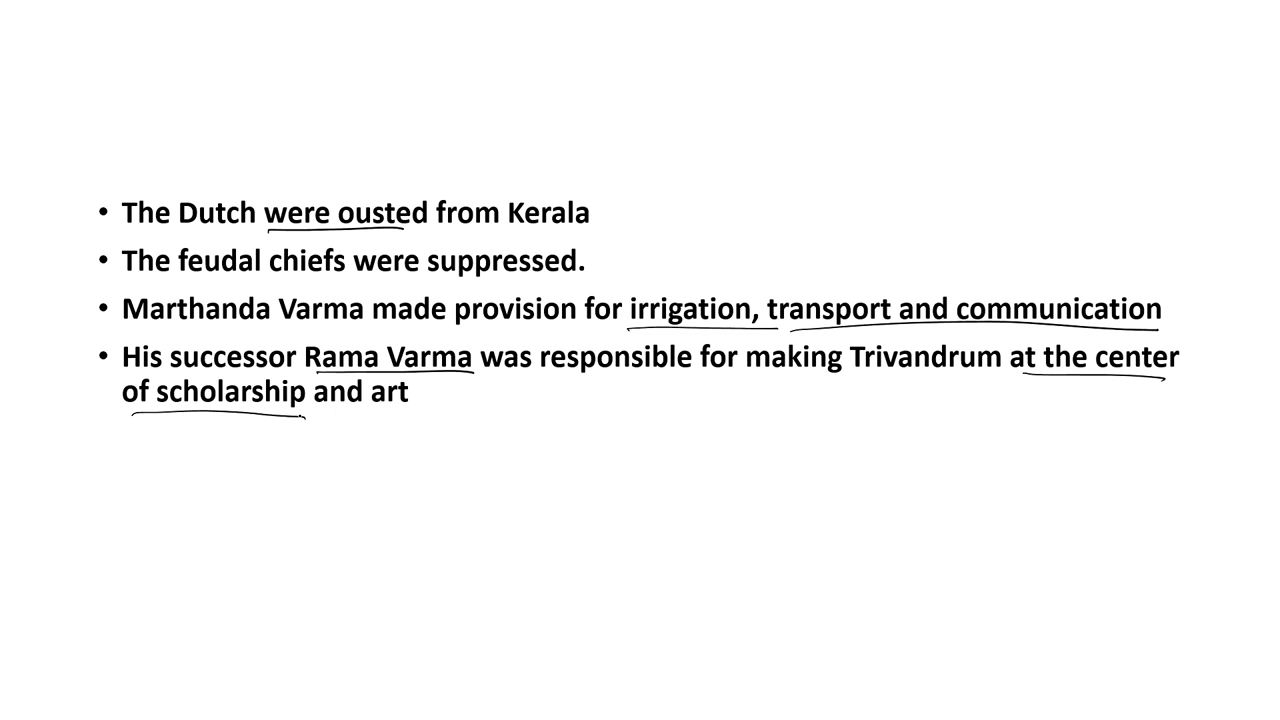 • The Dutch were ousted from Kerala
• The feudal chiefs were suppressed.
• Marthanda Varma made provision for irrigation, transport and communication
• His successor Rama Varma was responsible for making Trivandrum at the center
of scholarship and art